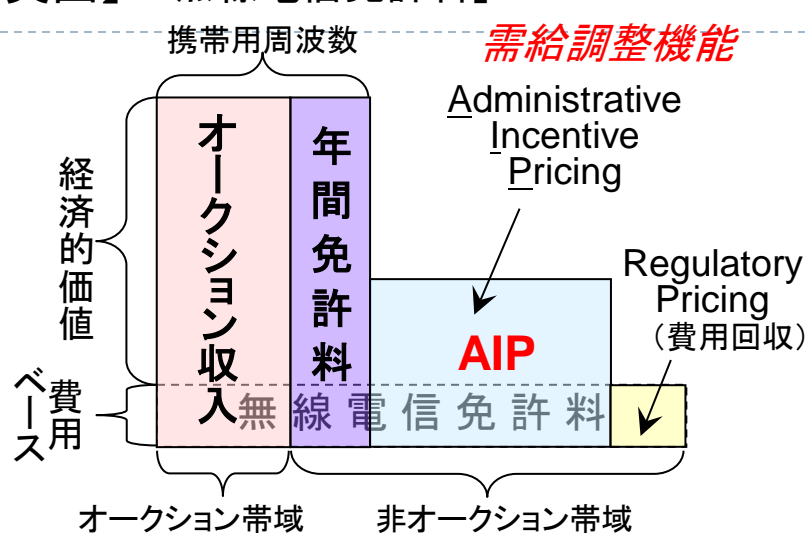 携帯用周波数
需給調整機能
Administrative
Incentive
Pricing
経済的価値
オークション収入
年間免許料
Regulatory
Pricing
（費用回収）
AIP
費用
ベース
無線電信免許料
オークション帯域
非オークション帯域